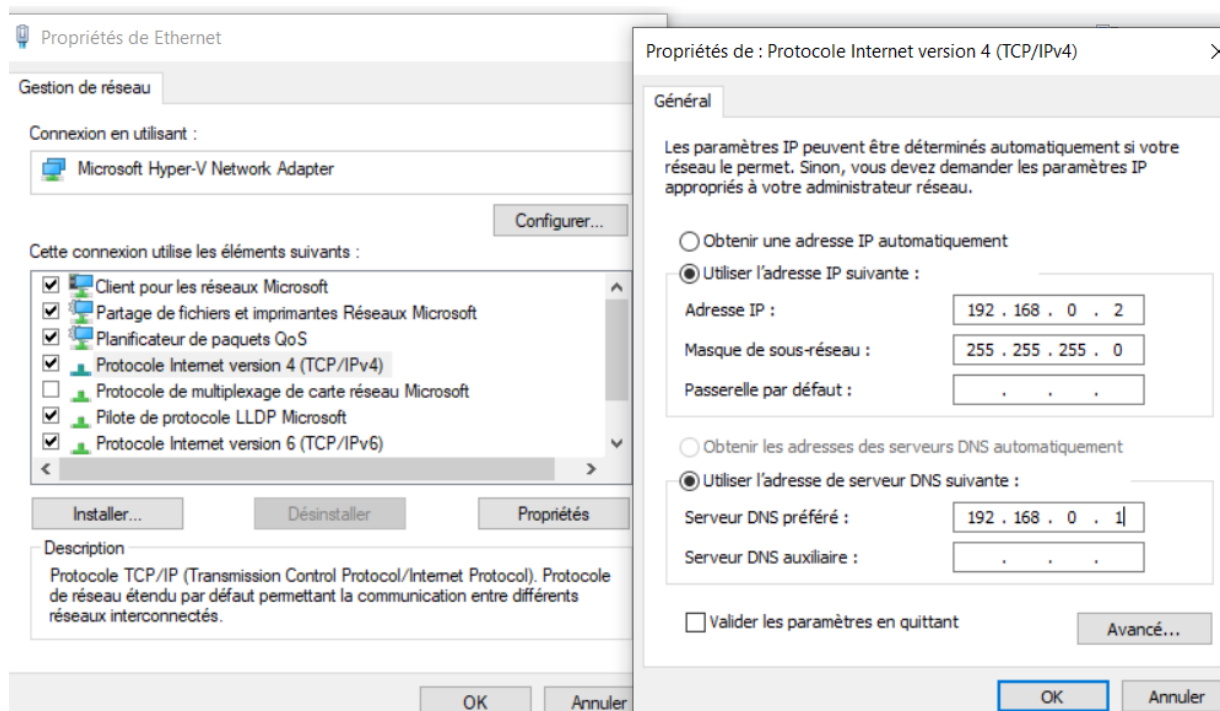 Propriétés de Ethernet
Gestion de réseau
Connexion en utilisant :
Microsoft Hyper-V Network Adapter
Configurer...
Cette connexion utilise les éléments suivants :
Client pour les réseaux Microsoft
Partage de fichiers et imprimantes Réseaux Microsoft
Planificateur de paquets QoS
Protocole Internet version 4 (TCP/IPv4)
Protocole de multiplexage de carte réseau Microsoft
Pilote de protocole LLDP Microsoft
Protocole Internet version 6 (TCP/IPv6)
Installer...
Désinstaller
Propriétés
Description
Protocole TCP/IP (Transmission Control Protocol/Internet Protocol). Protocole
de réseau étendu par défaut permettant la communication entre différents
réseaux interconnectés.
OK
Annuler
Propriétés de : Protocole Internet version 4 (TCP/IPv4)
Général
Les paramètres IP peuvent être déterminés automatiquement si votre
réseau le permet. Sinon, vous devez demander les paramètres IP
appropriés à votre administrateur réseau.
Obtenir une adresse IP automatiquement
Utiliser l'adresse IP suivante :
Adresse IP :
192 . 168 . 0 . 2
Masque de sous-réseau :
255 . 255 . 255 . 0
Passerelle par défaut :
. . .
Obtenir les adresses des serveurs DNS automatiquement
Utiliser l'adresse de serveur DNS suivante :
Serveur DNS préféré :
192 . 168 . 0 . 1
Serveur DNS auxiliaire :
. . .
Valider les paramètres en quittant
Avancé...
OK
Annuler